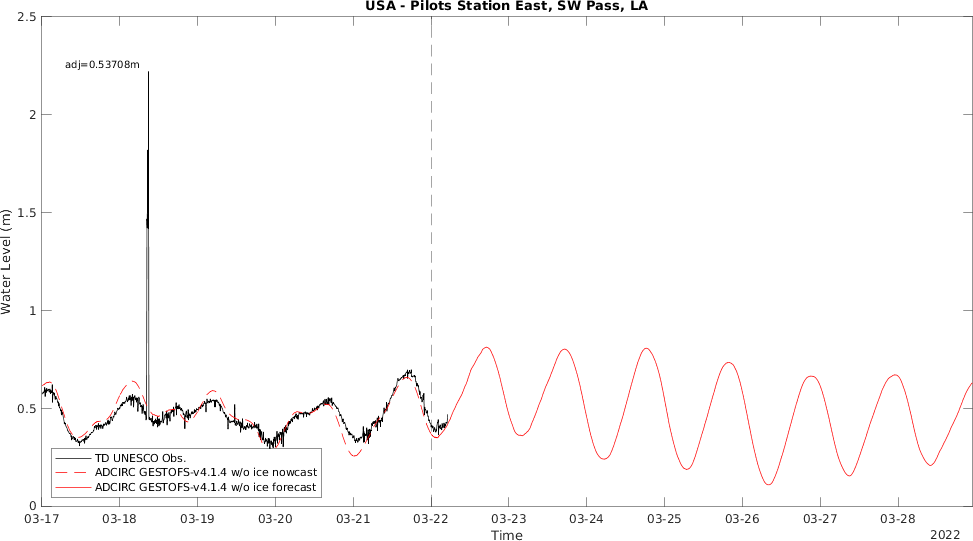 USA - Pilots Station East, SW Pass, LA
2.5
adj=0.53708m
2
1.5
Water Level (m)
1
0.5
TD UNESCO Obs.
ADCIRC GESTOFS-v4.1.4 w/o ice nowcast
ADCIRC GESTOFS-v4.1.4 w/o ice forecast
0
03-17 03-18 03-19 03-20 03-21 03-22 03-23 03-24 03-25 03-26 03-27 03-28
Time
2022